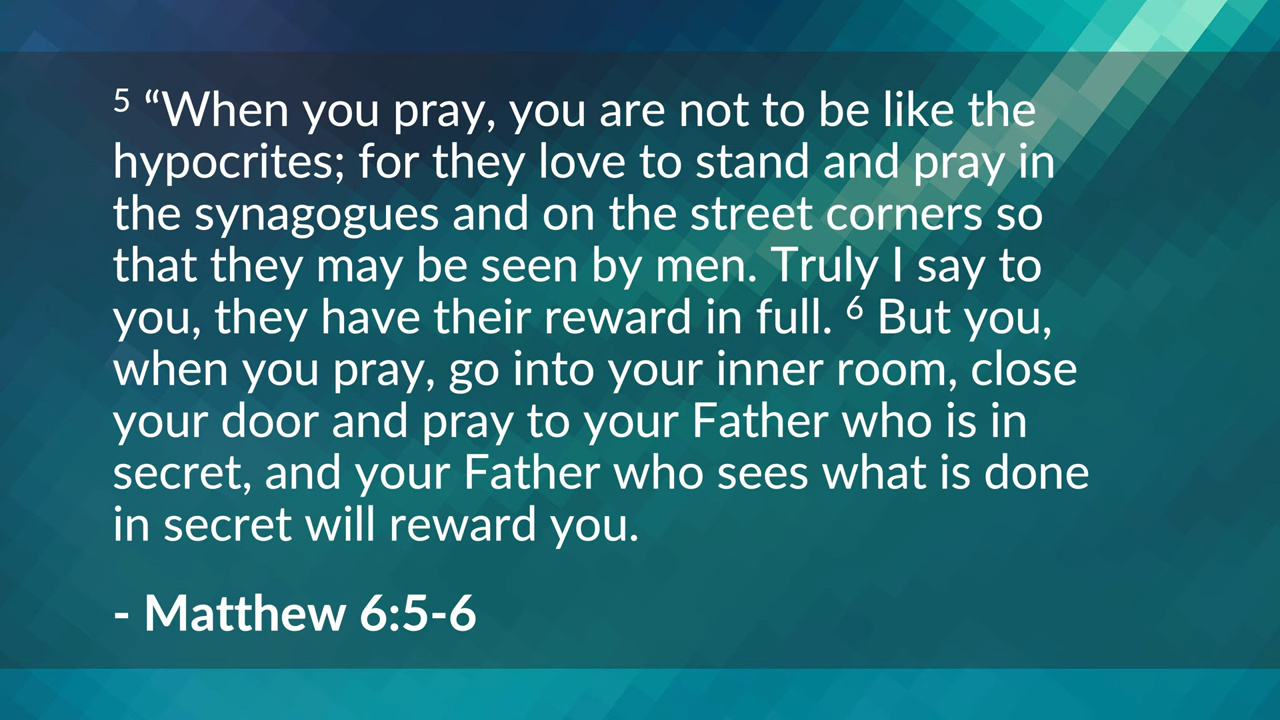 5 “When you pray, you are not to be like the
hypocrites; for they love to stand and pray in
the synagogues and on the street corners so
that they may be seen by men. Truly I say to
you, they have their reward in full. 6 But you,
when you pray, go into your inner room, close
your door and pray to your Father who is in
secret, and your Father who sees what is done
in secret will reward you.
- Matthew 6:5-6